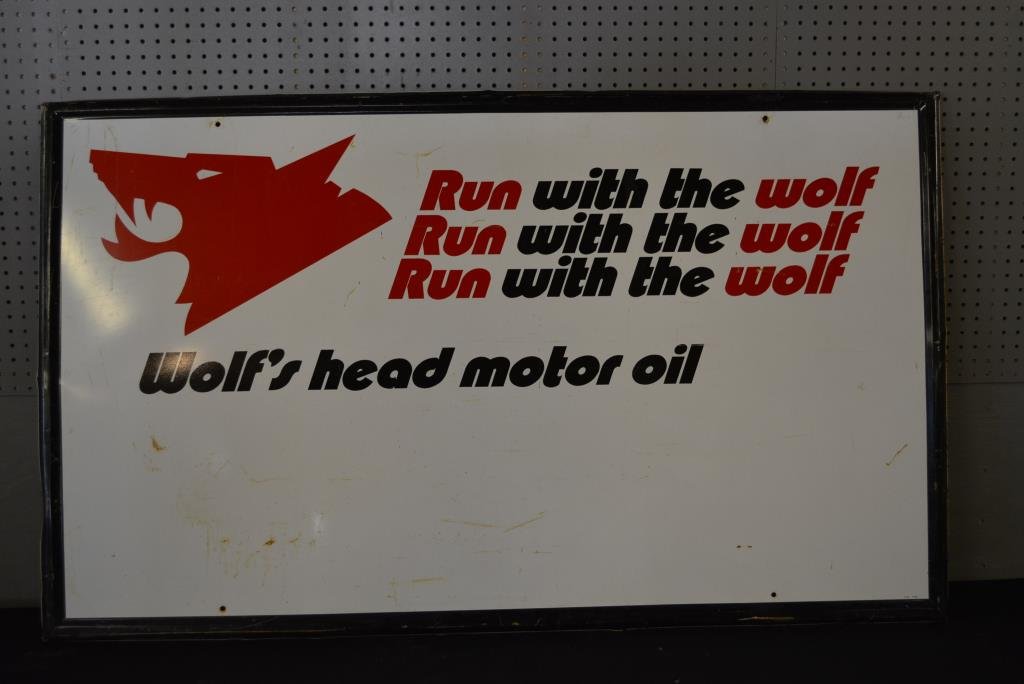 Run with the wolf
Run with the wolf
Run with the wolf
Wolf's head motor oil